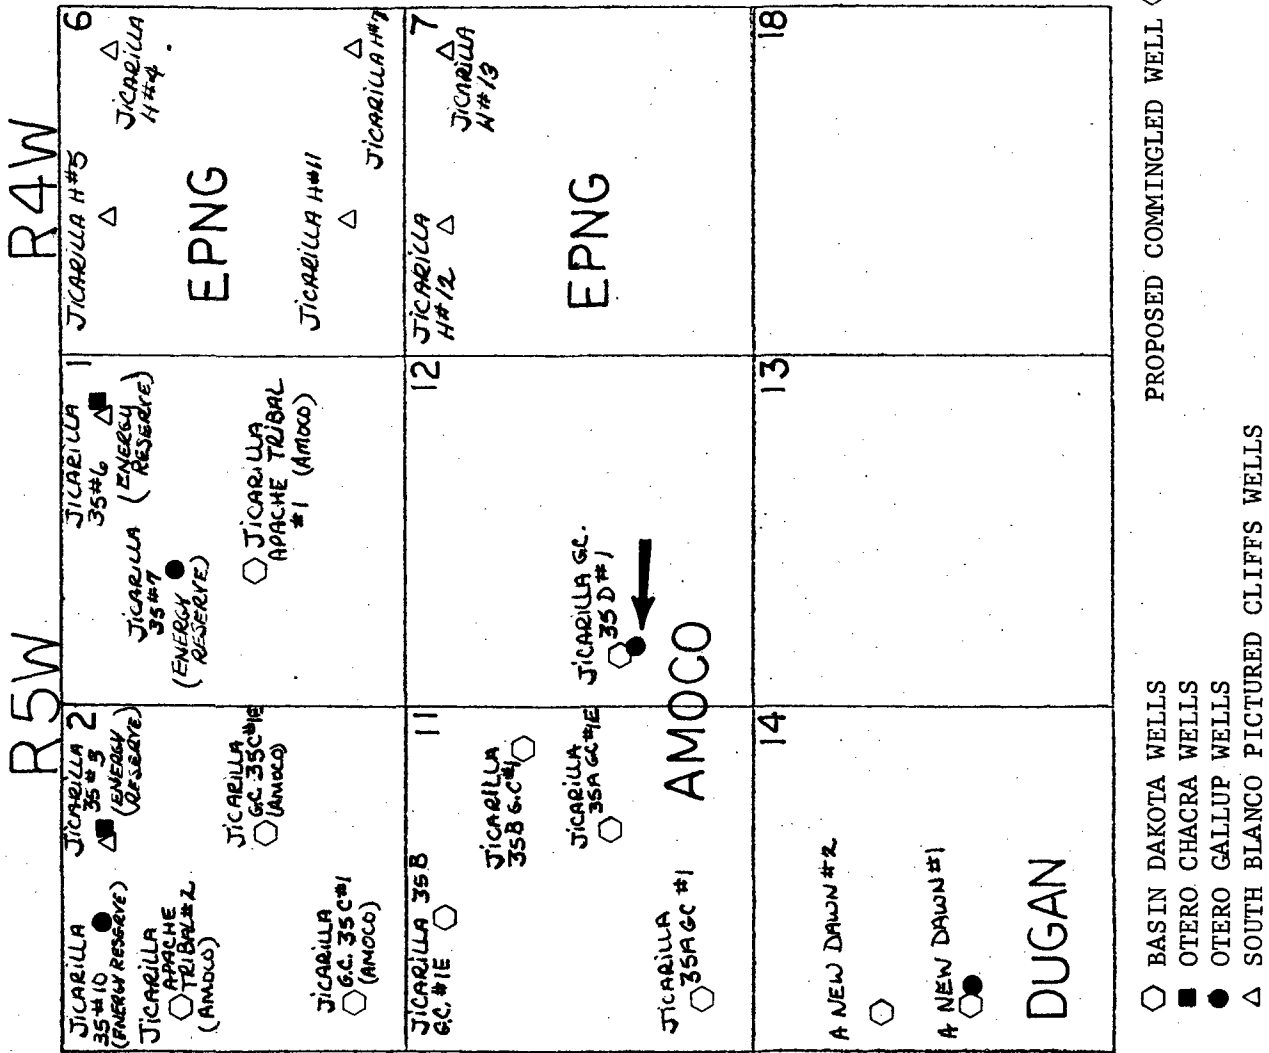 R5W
R4W
2
JICARILLA
35 #10
(ENERGY RESERVE)
JICARILLA
35 #3
(ENERGY
RESERVE)
JICARILLA
APACHE
TRIBAL #2
(AMOCO)
JICARILLA
G.C. 35C #1E
(AMOCO)
JICARILLA
G.C. 35C #1
(AMOCO)
1
JICARILLA
35 #6
(ENERGY
RESERVE)
JICARILLA
35 #7
(ENERGY
RESERVE)
JICARILLA
APACHE TRIBAL
#1 (AMOCO)
6
JICARILLA H#5
JICARILLA
H#4
EPNG
JICARILLA H#11
JICARILLA H#7
11
JICARILLA 35B
G.C. #1E
JICARILLA
35B G.C. #1
JICARILLA
35A GC #1E
JICARILLA
35A GC #1
AMOCO
12
JICARILLA GC.
35 D #1
7
JICARILLA
H#12
JICARILLA
H#13
EPNG
14
A NEW DAWN #2
A NEW DAWN #1
DUGAN
13
18
BASIN DAKOTA WELLS
OTERO CHACRA WELLS
OTERO GALLUP WELLS
SOUTH BLANCO PICTURED CLIFFS WELLS
PROPOSED COMMINGLED WELL